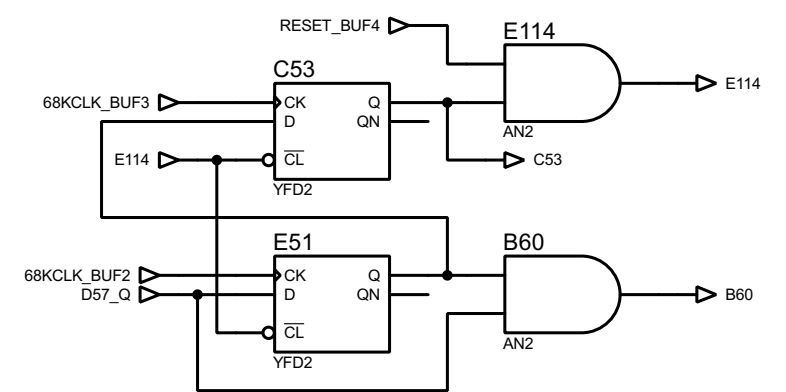 RESET_BUF4
E114
E114
AN2
C53
68KCLK_BUF3
CK
Q
D
QN
E114
CL
C53
YFD2
E51
B60
68KCLK_BUF2
CK
Q
D57_Q
D
QN
B60
CL
AN2
YFD2